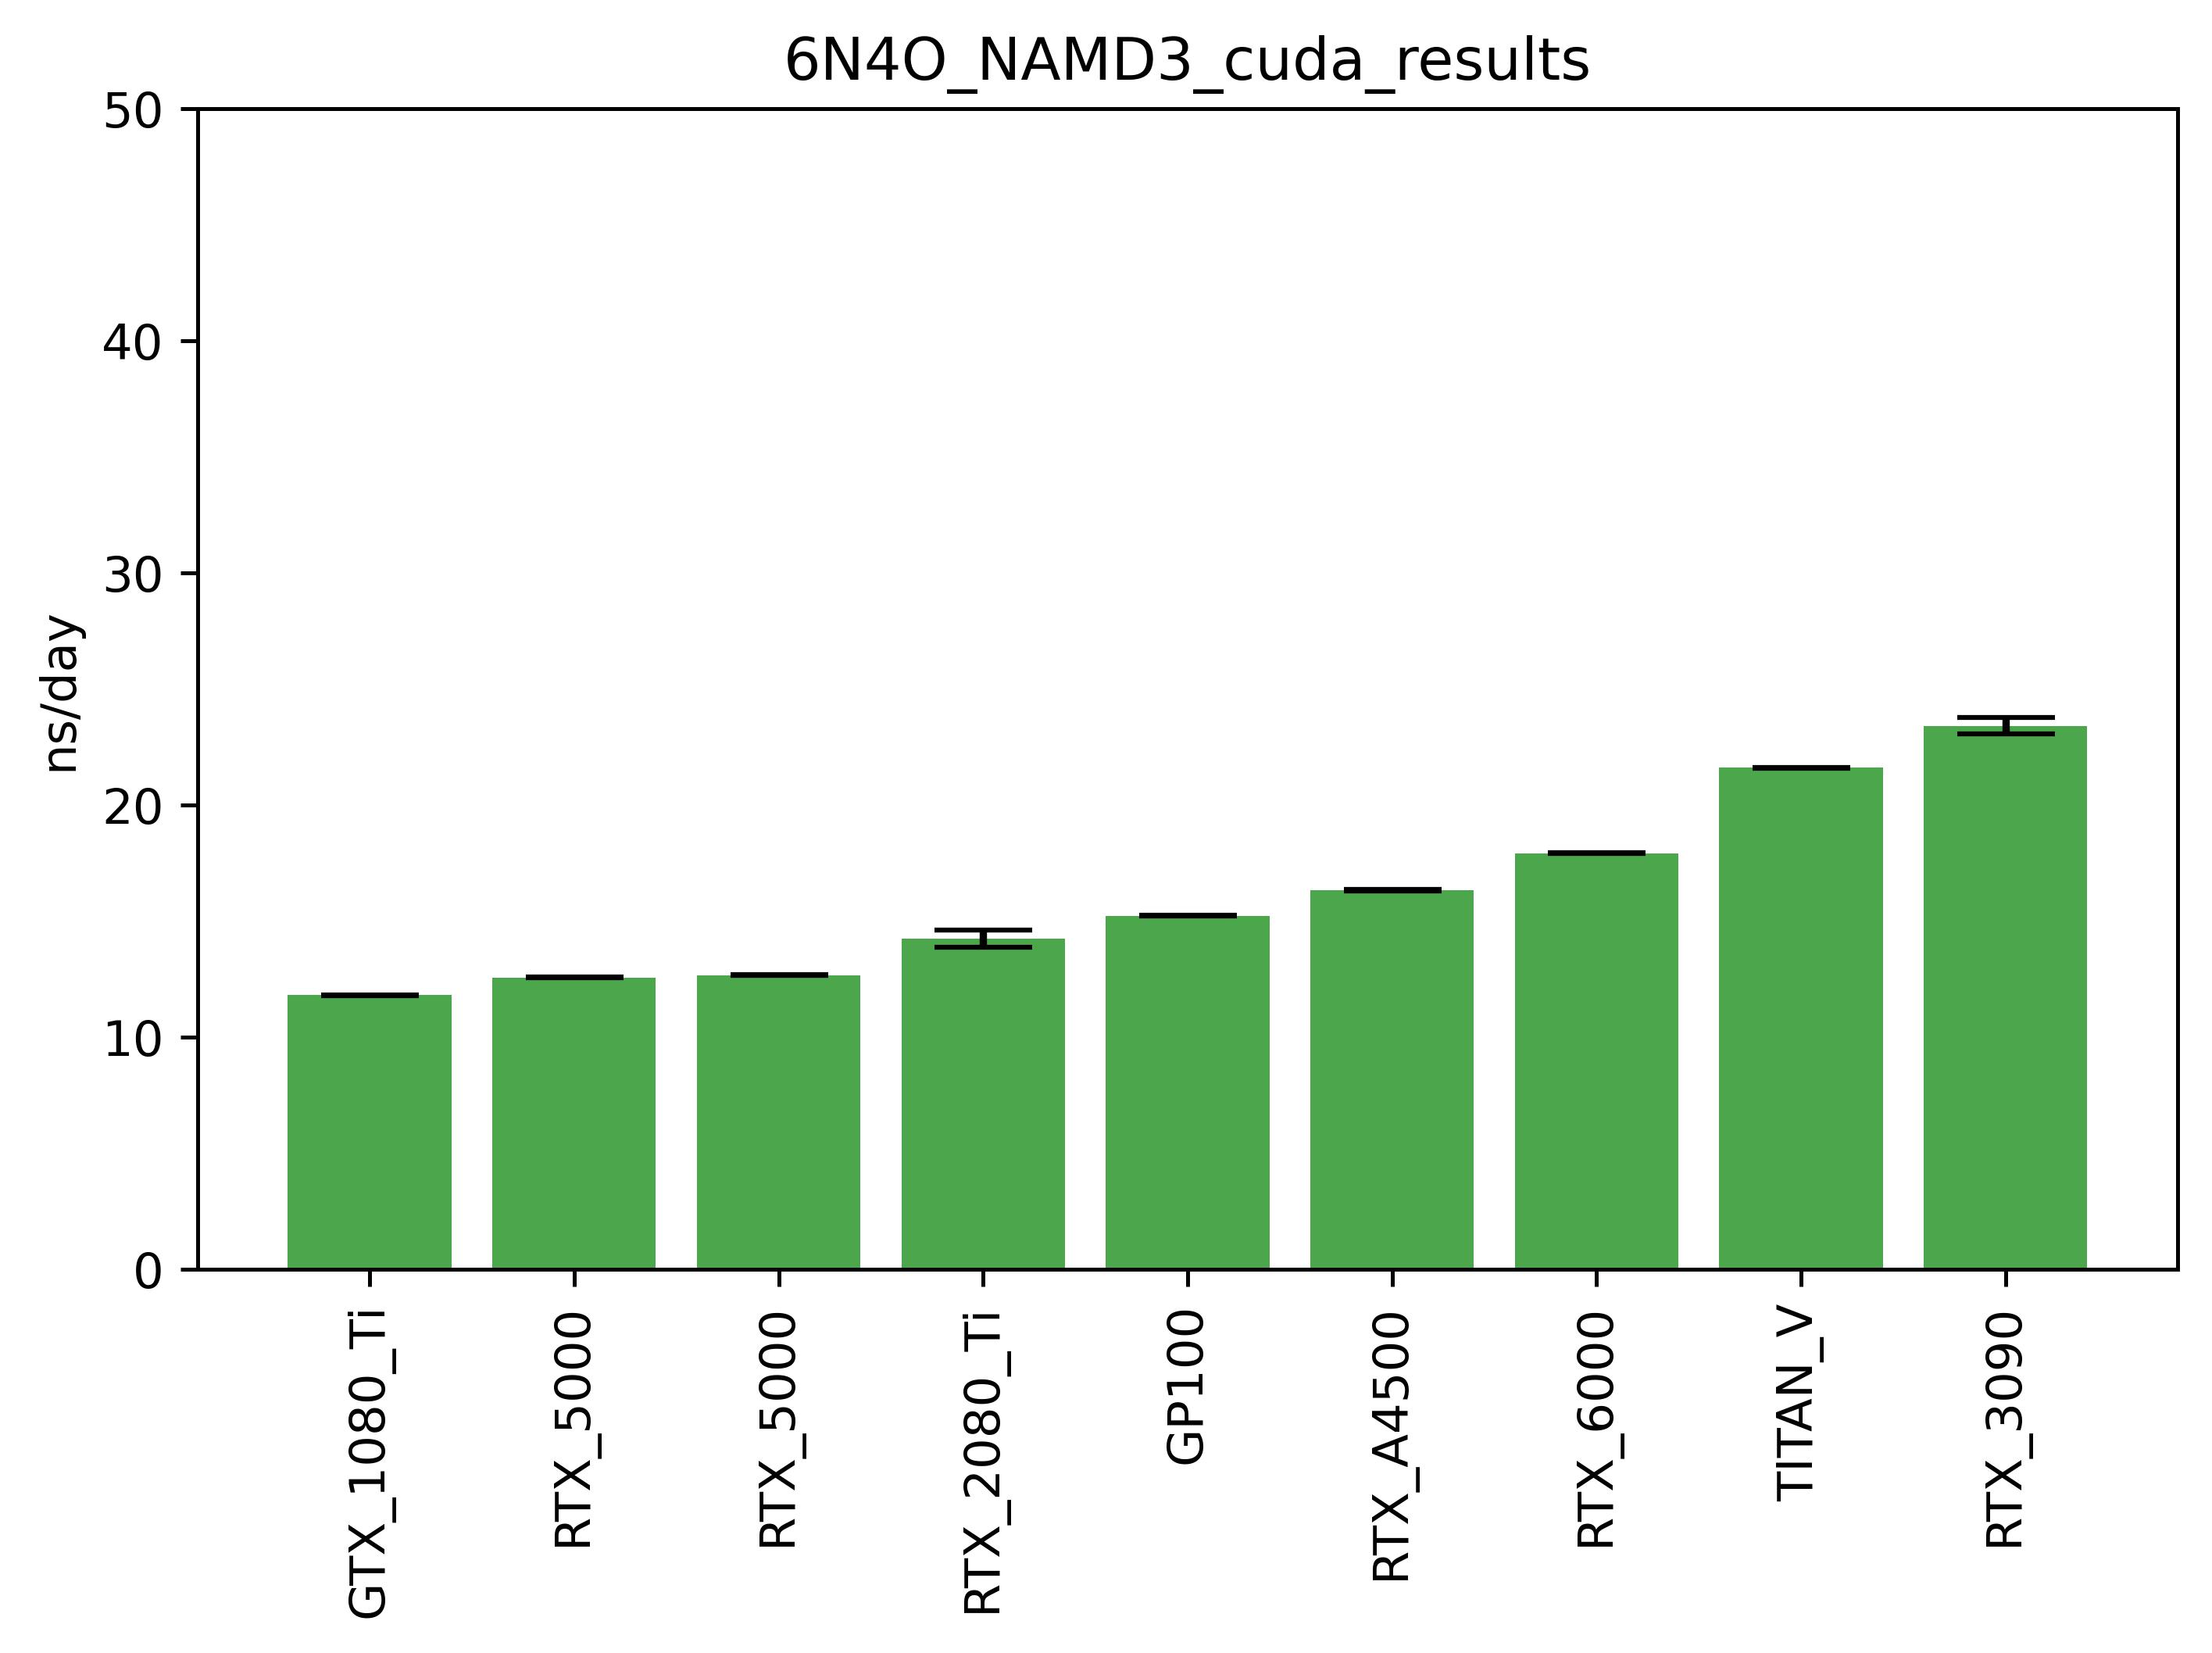 6N4O_NAMD3_cuda_results
50
40
30
20
10
0
ns/day
GTX_1080_Ti
RTX_5000
RTX_5000
RTX_2080_Ti
GP100
RTX_A4500
RTX_6000
TITAN_V
RTX_3090